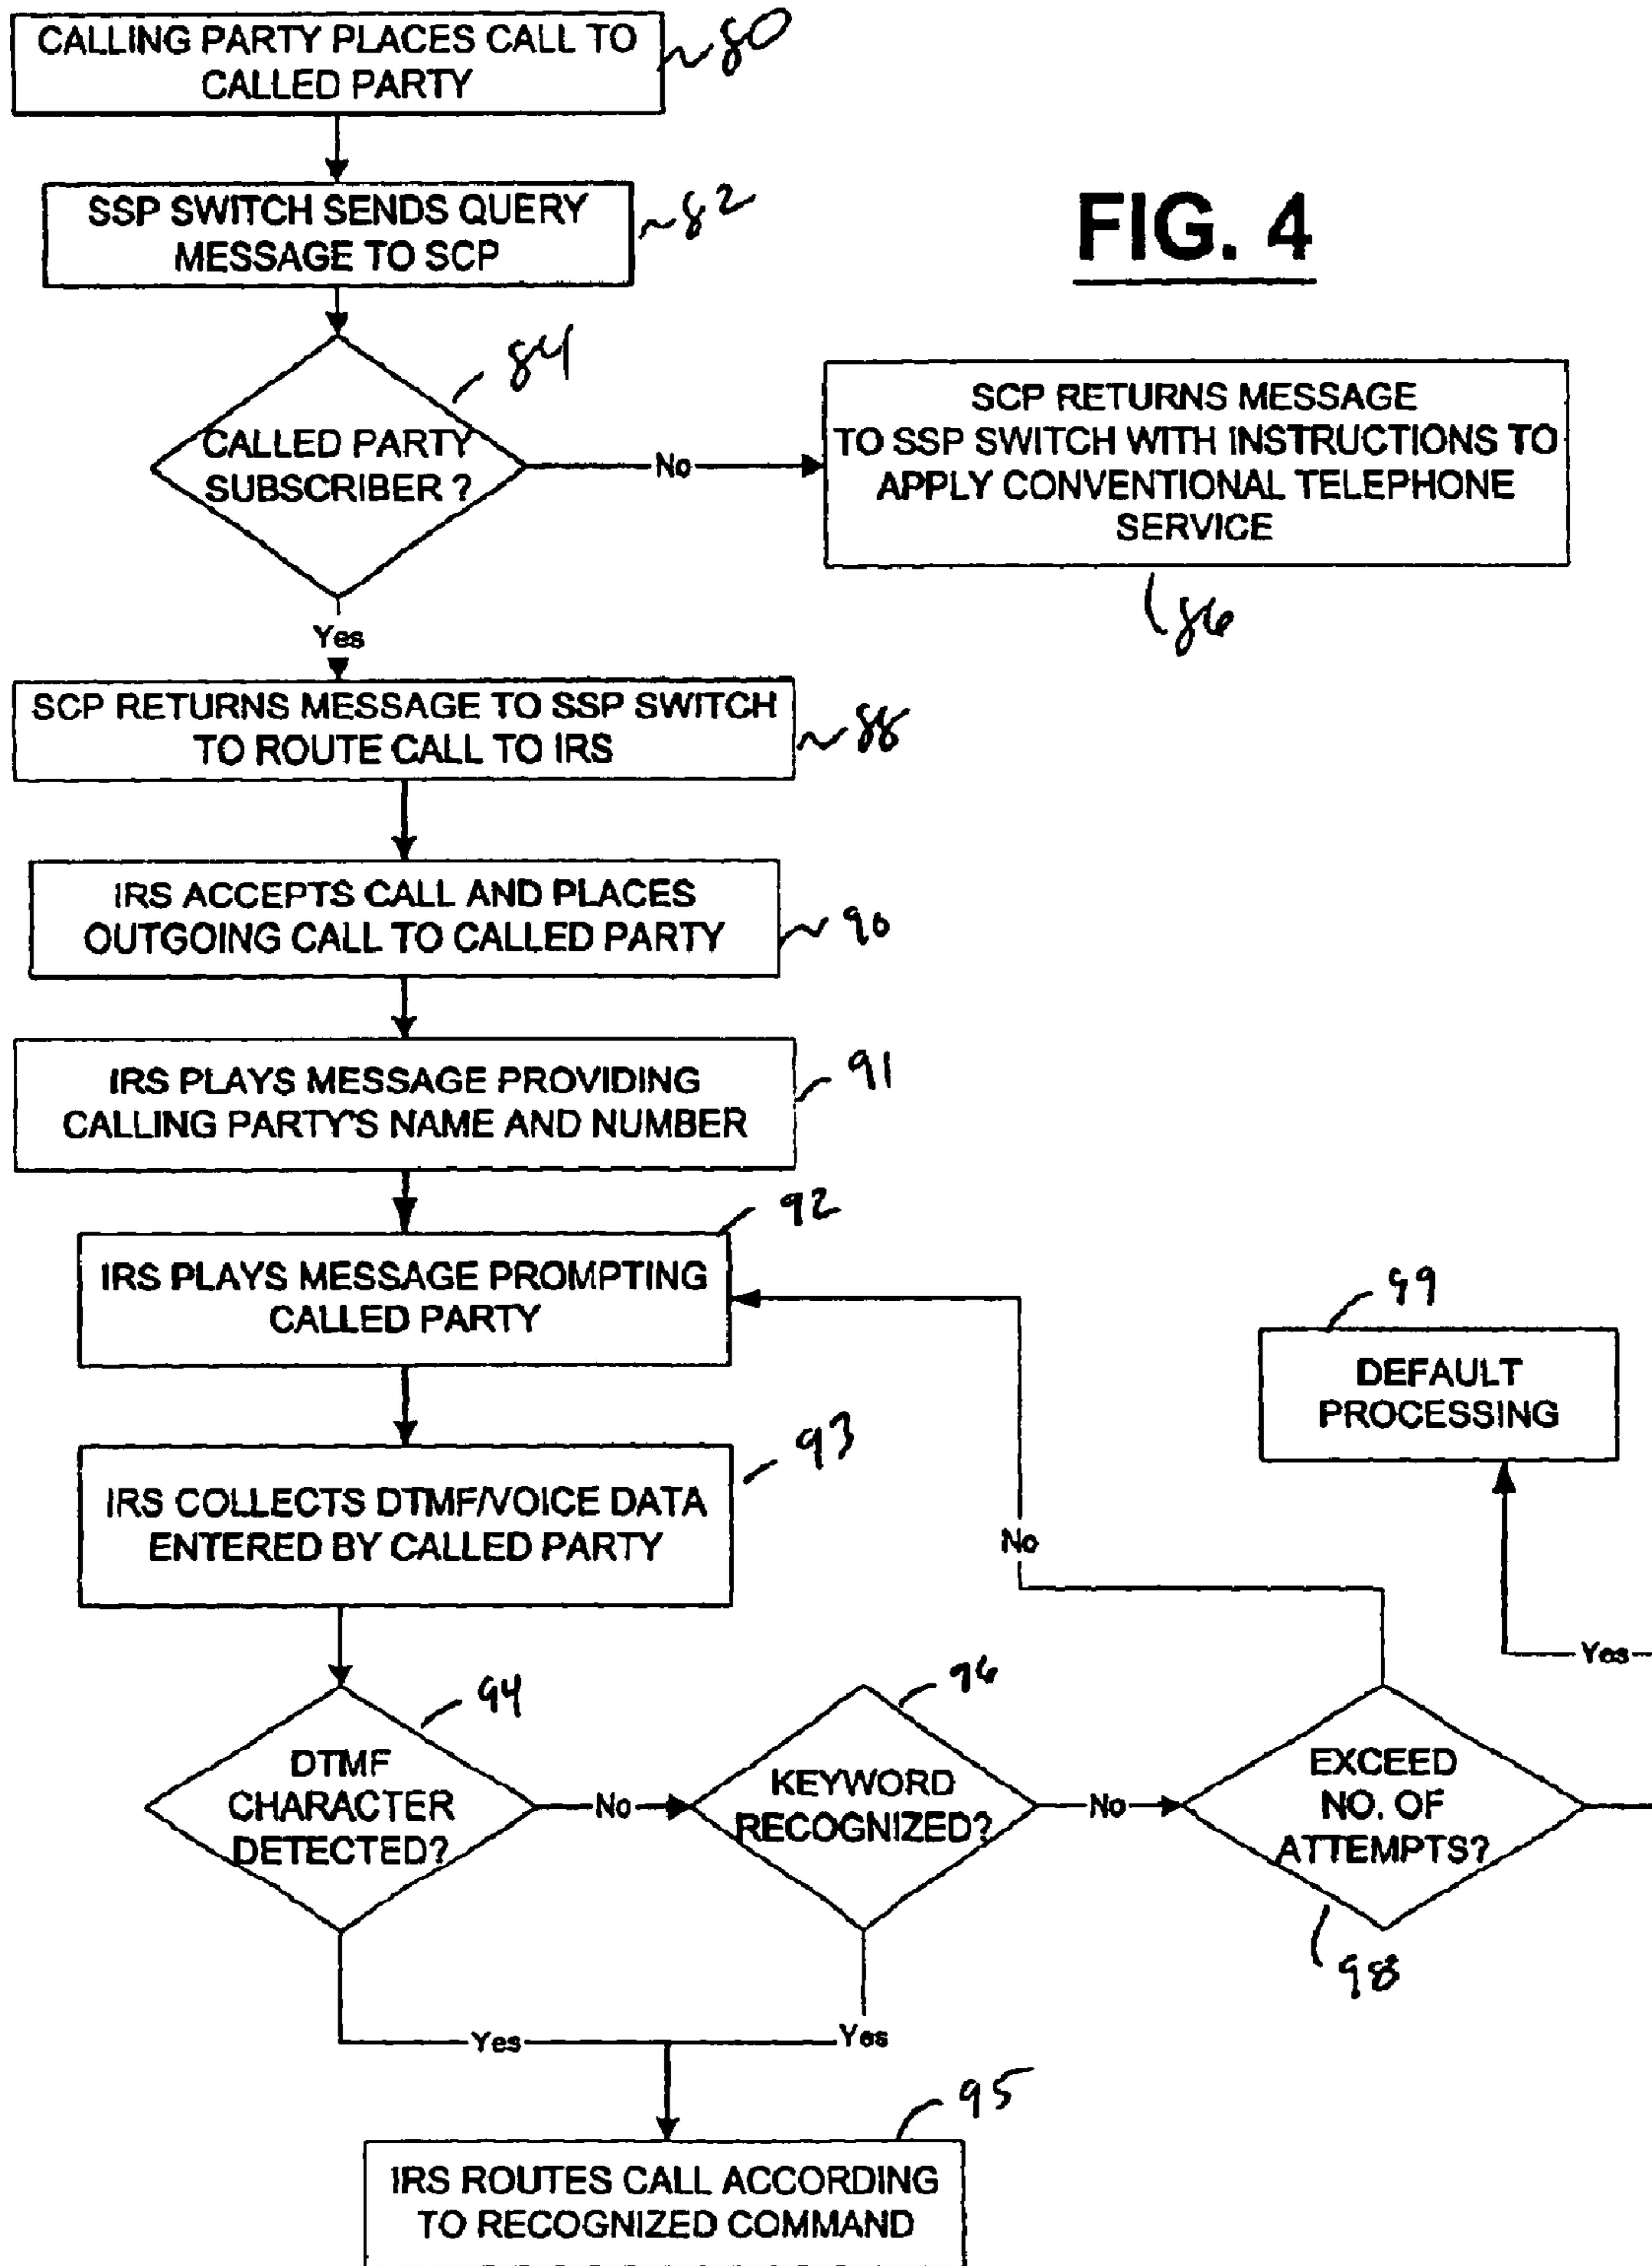 CALLING PARTY PLACES CALL TO
CALLED PARTY
80
SSP SWITCH SENDS QUERY
MESSAGE TO SCP
82
FIG. 4
84
CALLED PARTY
SUBSCRIBER ?
No
SCP RETURNS MESSAGE
TO SSP SWITCH WITH INSTRUCTIONS TO
APPLY CONVENTIONAL TELEPHONE
SERVICE
86
Yes
SCP RETURNS MESSAGE TO SSP SWITCH
TO ROUTE CALL TO IRS
88
IRS ACCEPTS CALL AND PLACES
OUTGOING CALL TO CALLED PARTY
90
IRS PLAYS MESSAGE PROVIDING
CALLING PARTY'S NAME AND NUMBER
91
92
IRS PLAYS MESSAGE PROMPTING
CALLED PARTY
99
DEFAULT
PROCESSING
93
IRS COLLECTS DTMF/VOICE DATA
ENTERED BY CALLED PARTY
No
Yes
94
DTMF
CHARACTER
DETECTED?
No
96
KEYWORD
RECOGNIZED?
No
EXCEED
NO. OF
ATTEMPTS?
98
Yes
Yes
95
IRS ROUTES CALL ACCORDING
TO RECOGNIZED COMMAND